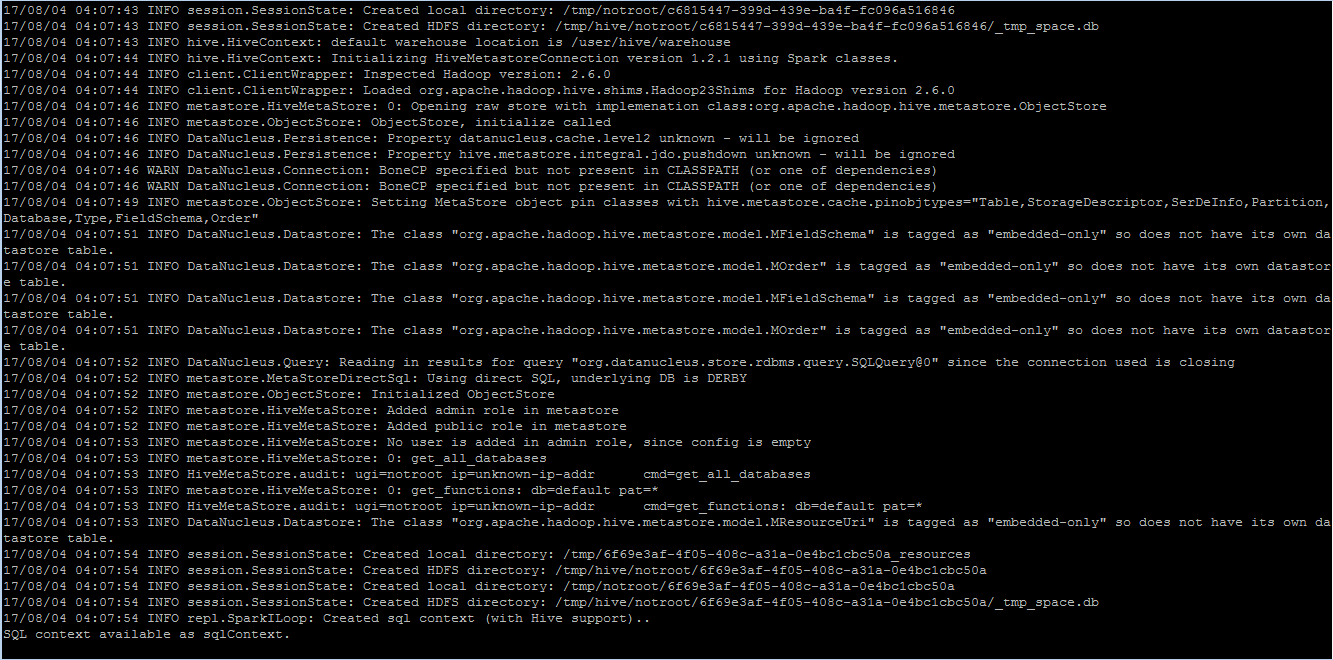 17/08/04 04:07:43 INFO session.SessionState: Created local directory: /tmp/notroot/c6815447-399d-439e-ba4f-fc096a516846
17/08/04 04:07:43 INFO session.SessionState: Created HDFS directory: /tmp/hive/notroot/c6815447-399d-439e-ba4f-fc096a516846/_tmp_space.db
17/08/04 04:07:43 INFO hive.HiveContext: default warehouse location is /user/hive/warehouse
17/08/04 04:07:44 INFO hive.HiveContext: Initializing HiveMetastoreConnection version 1.2.1 using Spark classes.
17/08/04 04:07:44 INFO client.ClientWrapper: Inspected Hadoop version: 2.6.0
17/08/04 04:07:44 INFO client.ClientWrapper: Loaded org.apache.hadoop.hive.shims.Hadoop23Shims for Hadoop version 2.6.0
17/08/04 04:07:46 INFO metastore.HiveMetaStore: 0: Opening raw store with implemenation class:org.apache.hadoop.hive.metastore.ObjectStore
17/08/04 04:07:46 INFO metastore.ObjectStore: ObjectStore, initialize called
17/08/04 04:07:46 INFO DataNucleus.Persistence: Property datanucleus.cache.level2 unknown - will be ignored
17/08/04 04:07:46 INFO DataNucleus.Persistence: Property hive.metastore.integral.jdo.pushdown unknown - will be ignored
17/08/04 04:07:46 WARN DataNucleus.Connection: BoneCP specified but not present in CLASSPATH (or one of dependencies)
17/08/04 04:07:46 WARN DataNucleus.Connection: BoneCP specified but not present in CLASSPATH (or one of dependencies)
17/08/04 04:07:49 INFO metastore.ObjectStore: Setting MetaStore object pin classes with hive.metastore.cache.pinobjtypes="Table,StorageDescriptor,SerDeInfo,Partition,
Database,Type,FieldSchema,Order"
17/08/04 04:07:51 INFO DataNucleus.Datastore: The class "org.apache.hadoop.hive.metastore.model.MFieldSchema" is tagged as "embedded-only" so does not have its own da
tastore table.
17/08/04 04:07:51 INFO DataNucleus.Datastore: The class "org.apache.hadoop.hive.metastore.model.MOrder" is tagged as "embedded-only" so does not have its own datastor
e table.
17/08/04 04:07:51 INFO DataNucleus.Datastore: The class "org.apache.hadoop.hive.metastore.model.MFieldSchema" is tagged as "embedded-only" so does not have its own da
tastore table.
17/08/04 04:07:51 INFO DataNucleus.Datastore: The class "org.apache.hadoop.hive.metastore.model.MOrder" is tagged as "embedded-only" so does not have its own datastor
e table.
17/08/04 04:07:52 INFO DataNucleus.Query: Reading in results for query "org.datanucleus.store.rdbms.query.SQLQuery@0" since the connection used is closing
17/08/04 04:07:52 INFO metastore.MetaStoreDirectSql: Using direct SQL, underlying DB is DERBY
17/08/04 04:07:52 INFO metastore.ObjectStore: Initialized ObjectStore
17/08/04 04:07:52 INFO metastore.HiveMetaStore: Added admin role in metastore
17/08/04 04:07:52 INFO metastore.HiveMetaStore: Added public role in metastore
17/08/04 04:07:53 INFO metastore.HiveMetaStore: No user is added in admin role, since config is empty
17/08/04 04:07:53 INFO metastore.HiveMetaStore: 0: get_all_databases
17/08/04 04:07:53 INFO HiveMetaStore.audit: ugi=notroot ip=unknown-ip-addr      cmd=get_all_databases
17/08/04 04:07:53 INFO metastore.HiveMetaStore: 0: get_functions: db=default pat=*
17/08/04 04:07:53 INFO HiveMetaStore.audit: ugi=notroot ip=unknown-ip-addr      cmd=get_functions: db=default pat=*
17/08/04 04:07:53 INFO DataNucleus.Datastore: The class "org.apache.hadoop.hive.metastore.model.MResourceUri" is tagged as "embedded-only" so does not have its own da
tastore table.
17/08/04 04:07:54 INFO session.SessionState: Created local directory: /tmp/6f69e3af-4f05-408c-a31a-0e4bc1cbc50a_resources
17/08/04 04:07:54 INFO session.SessionState: Created HDFS directory: /tmp/hive/notroot/6f69e3af-4f05-408c-a31a-0e4bc1cbc50a
17/08/04 04:07:54 INFO session.SessionState: Created local directory: /tmp/notroot/6f69e3af-4f05-408c-a31a-0e4bc1cbc50a
17/08/04 04:07:54 INFO session.SessionState: Created HDFS directory: /tmp/hive/notroot/6f69e3af-4f05-408c-a31a-0e4bc1cbc50a/_tmp_space.db
17/08/04 04:07:54 INFO repl.SparkILoop: Created sql context (with Hive support)..
SQL context available as sqlContext.